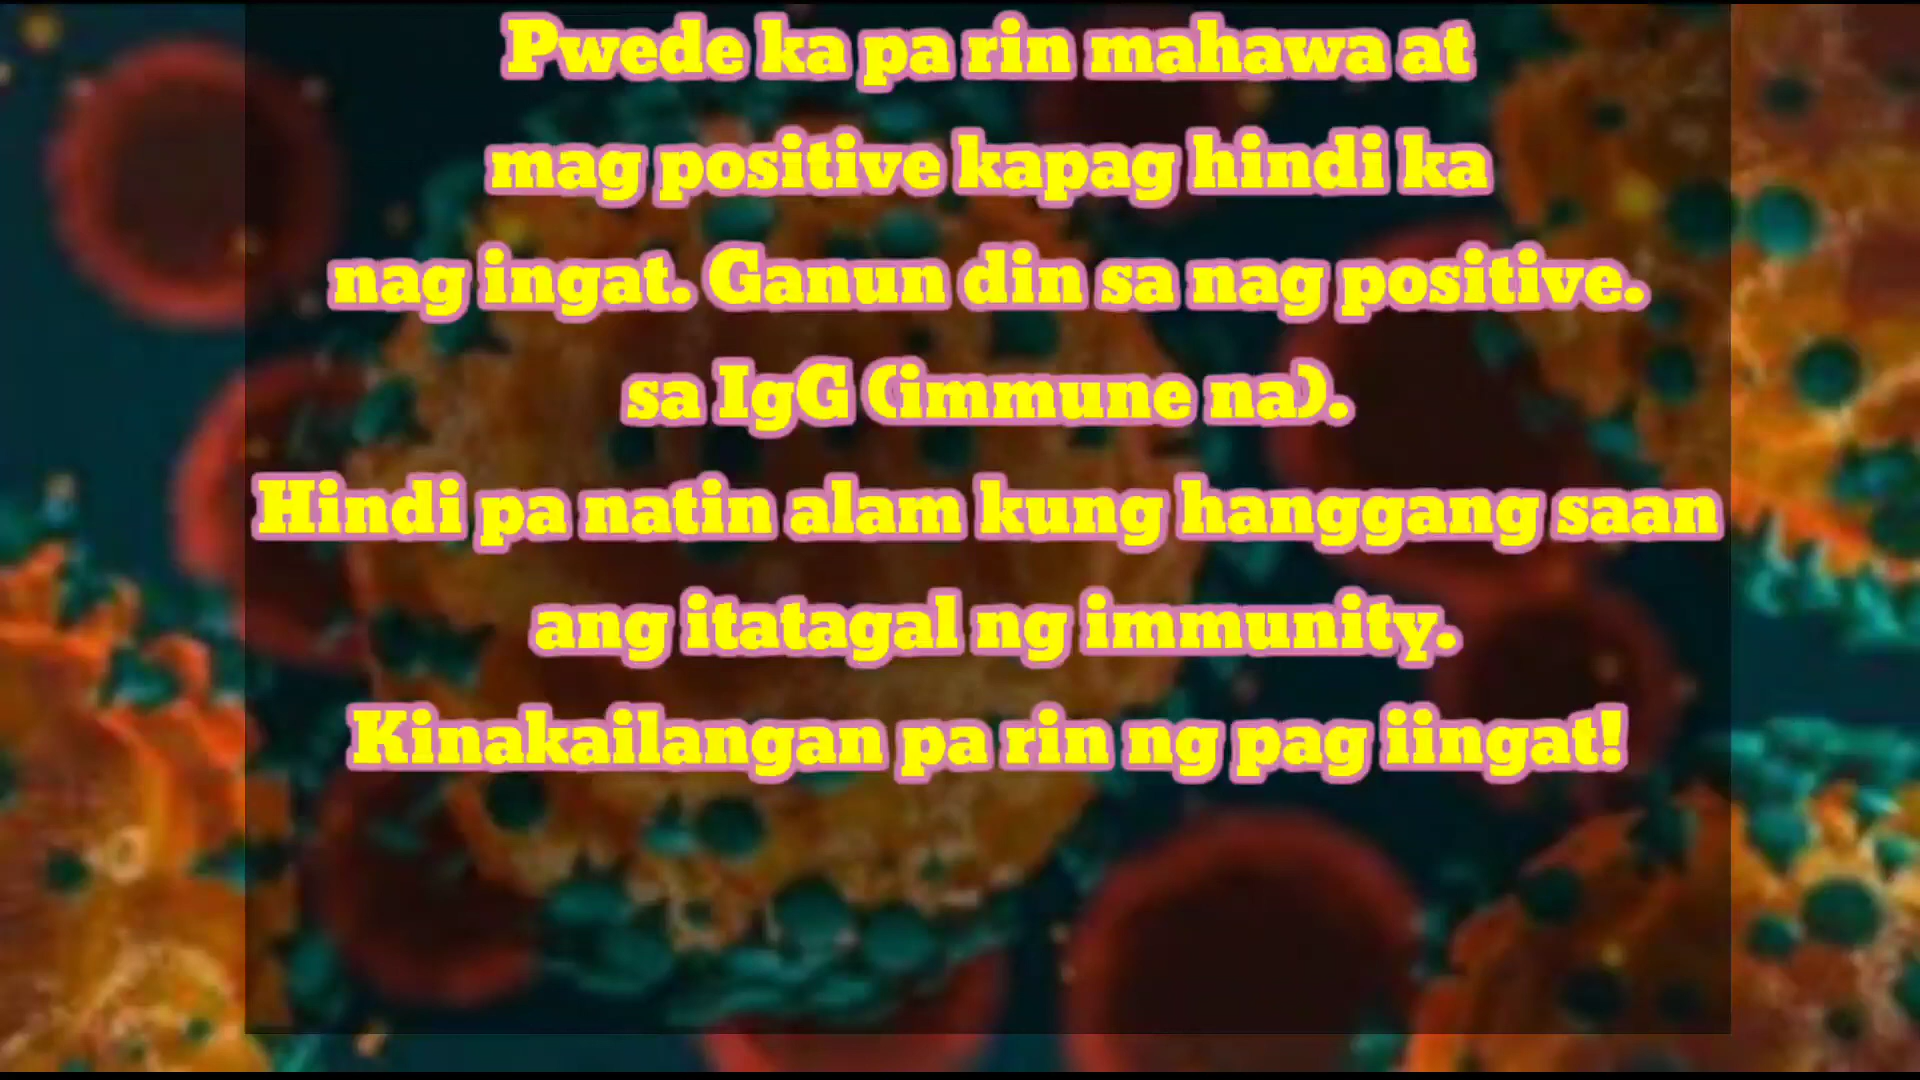 Pwede ka pa rin mahawa at
mag positive kapag hindi ka
nag ingat. Ganun din sa nag positive.
sa IgG (immune na).
Hindi pa natin alam kung hanggang saan
ang itatagal ng immunity.
Kinakailangan pa rin ng pag iingat!